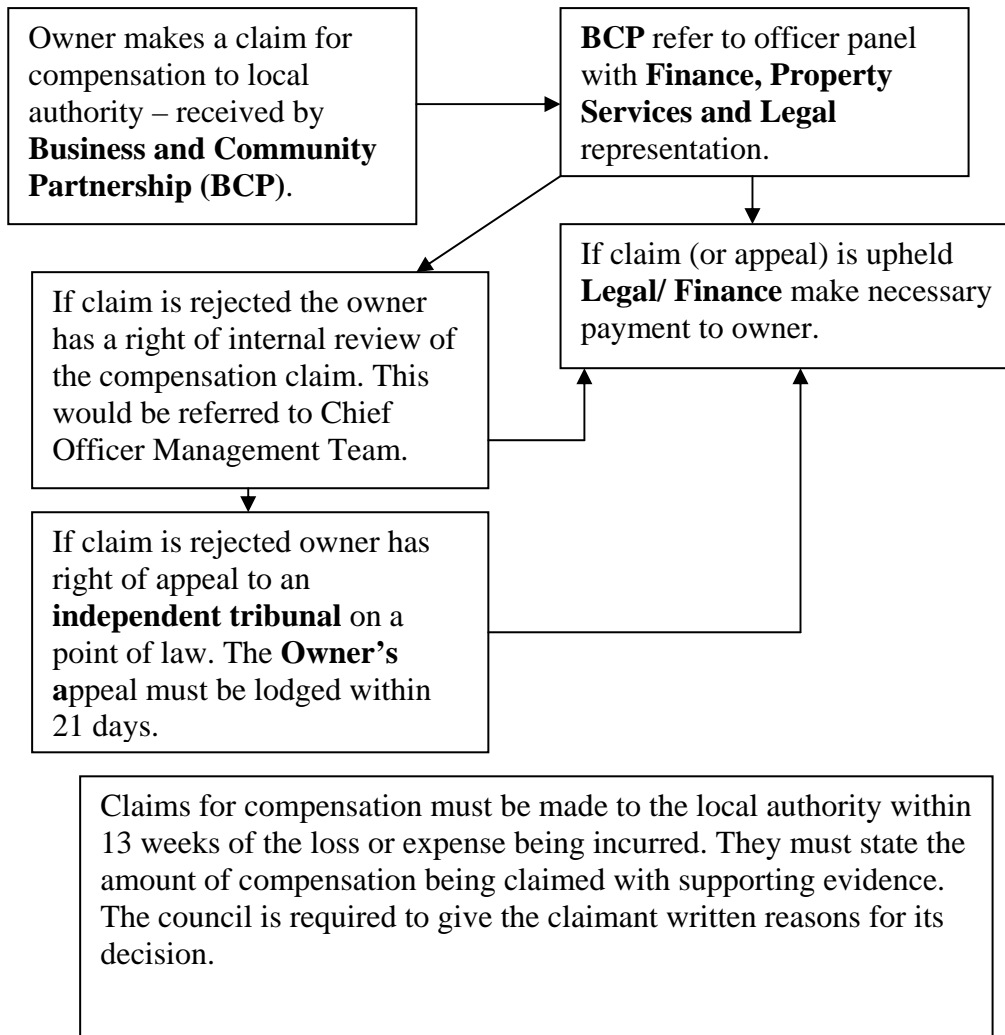 Owner makes a claim for
compensation to local
authority – received by
Business and Community
Partnership (BCP).
BCP refer to officer panel
with Finance, Property
Services and Legal
representation.
If claim (or appeal) is upheld
Legal/ Finance make necessary
payment to owner.
If claim is rejected the owner
has a right of internal review of
the compensation claim. This
would be referred to Chief
Officer Management Team.
If claim is rejected owner has
right of appeal to an
independent tribunal on a
point of law. The Owner’s
appeal must be lodged within
21 days.
Claims for compensation must be made to the local authority within
13 weeks of the loss or expense being incurred. They must state the
amount of compensation being claimed with supporting evidence.
The council is required to give the claimant written reasons for its
decision.